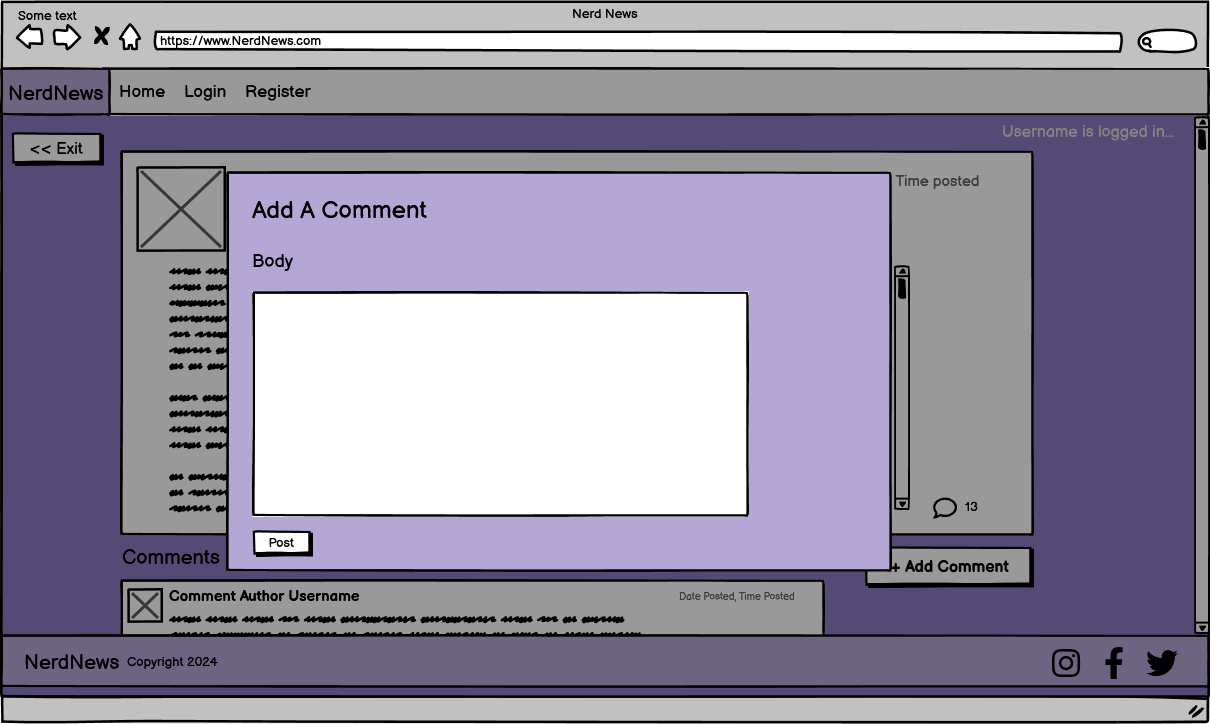 Some text
Nerd News
https://www.NerdNews.com
NerdNews Home Login Register
Username is logged in...
<< Exit
Time posted
Add A Comment
Body
13
Post
Comments
+ Add Comment
Comment Author Username
Date Posted, Time Posted
NerdNews Copyright 2024